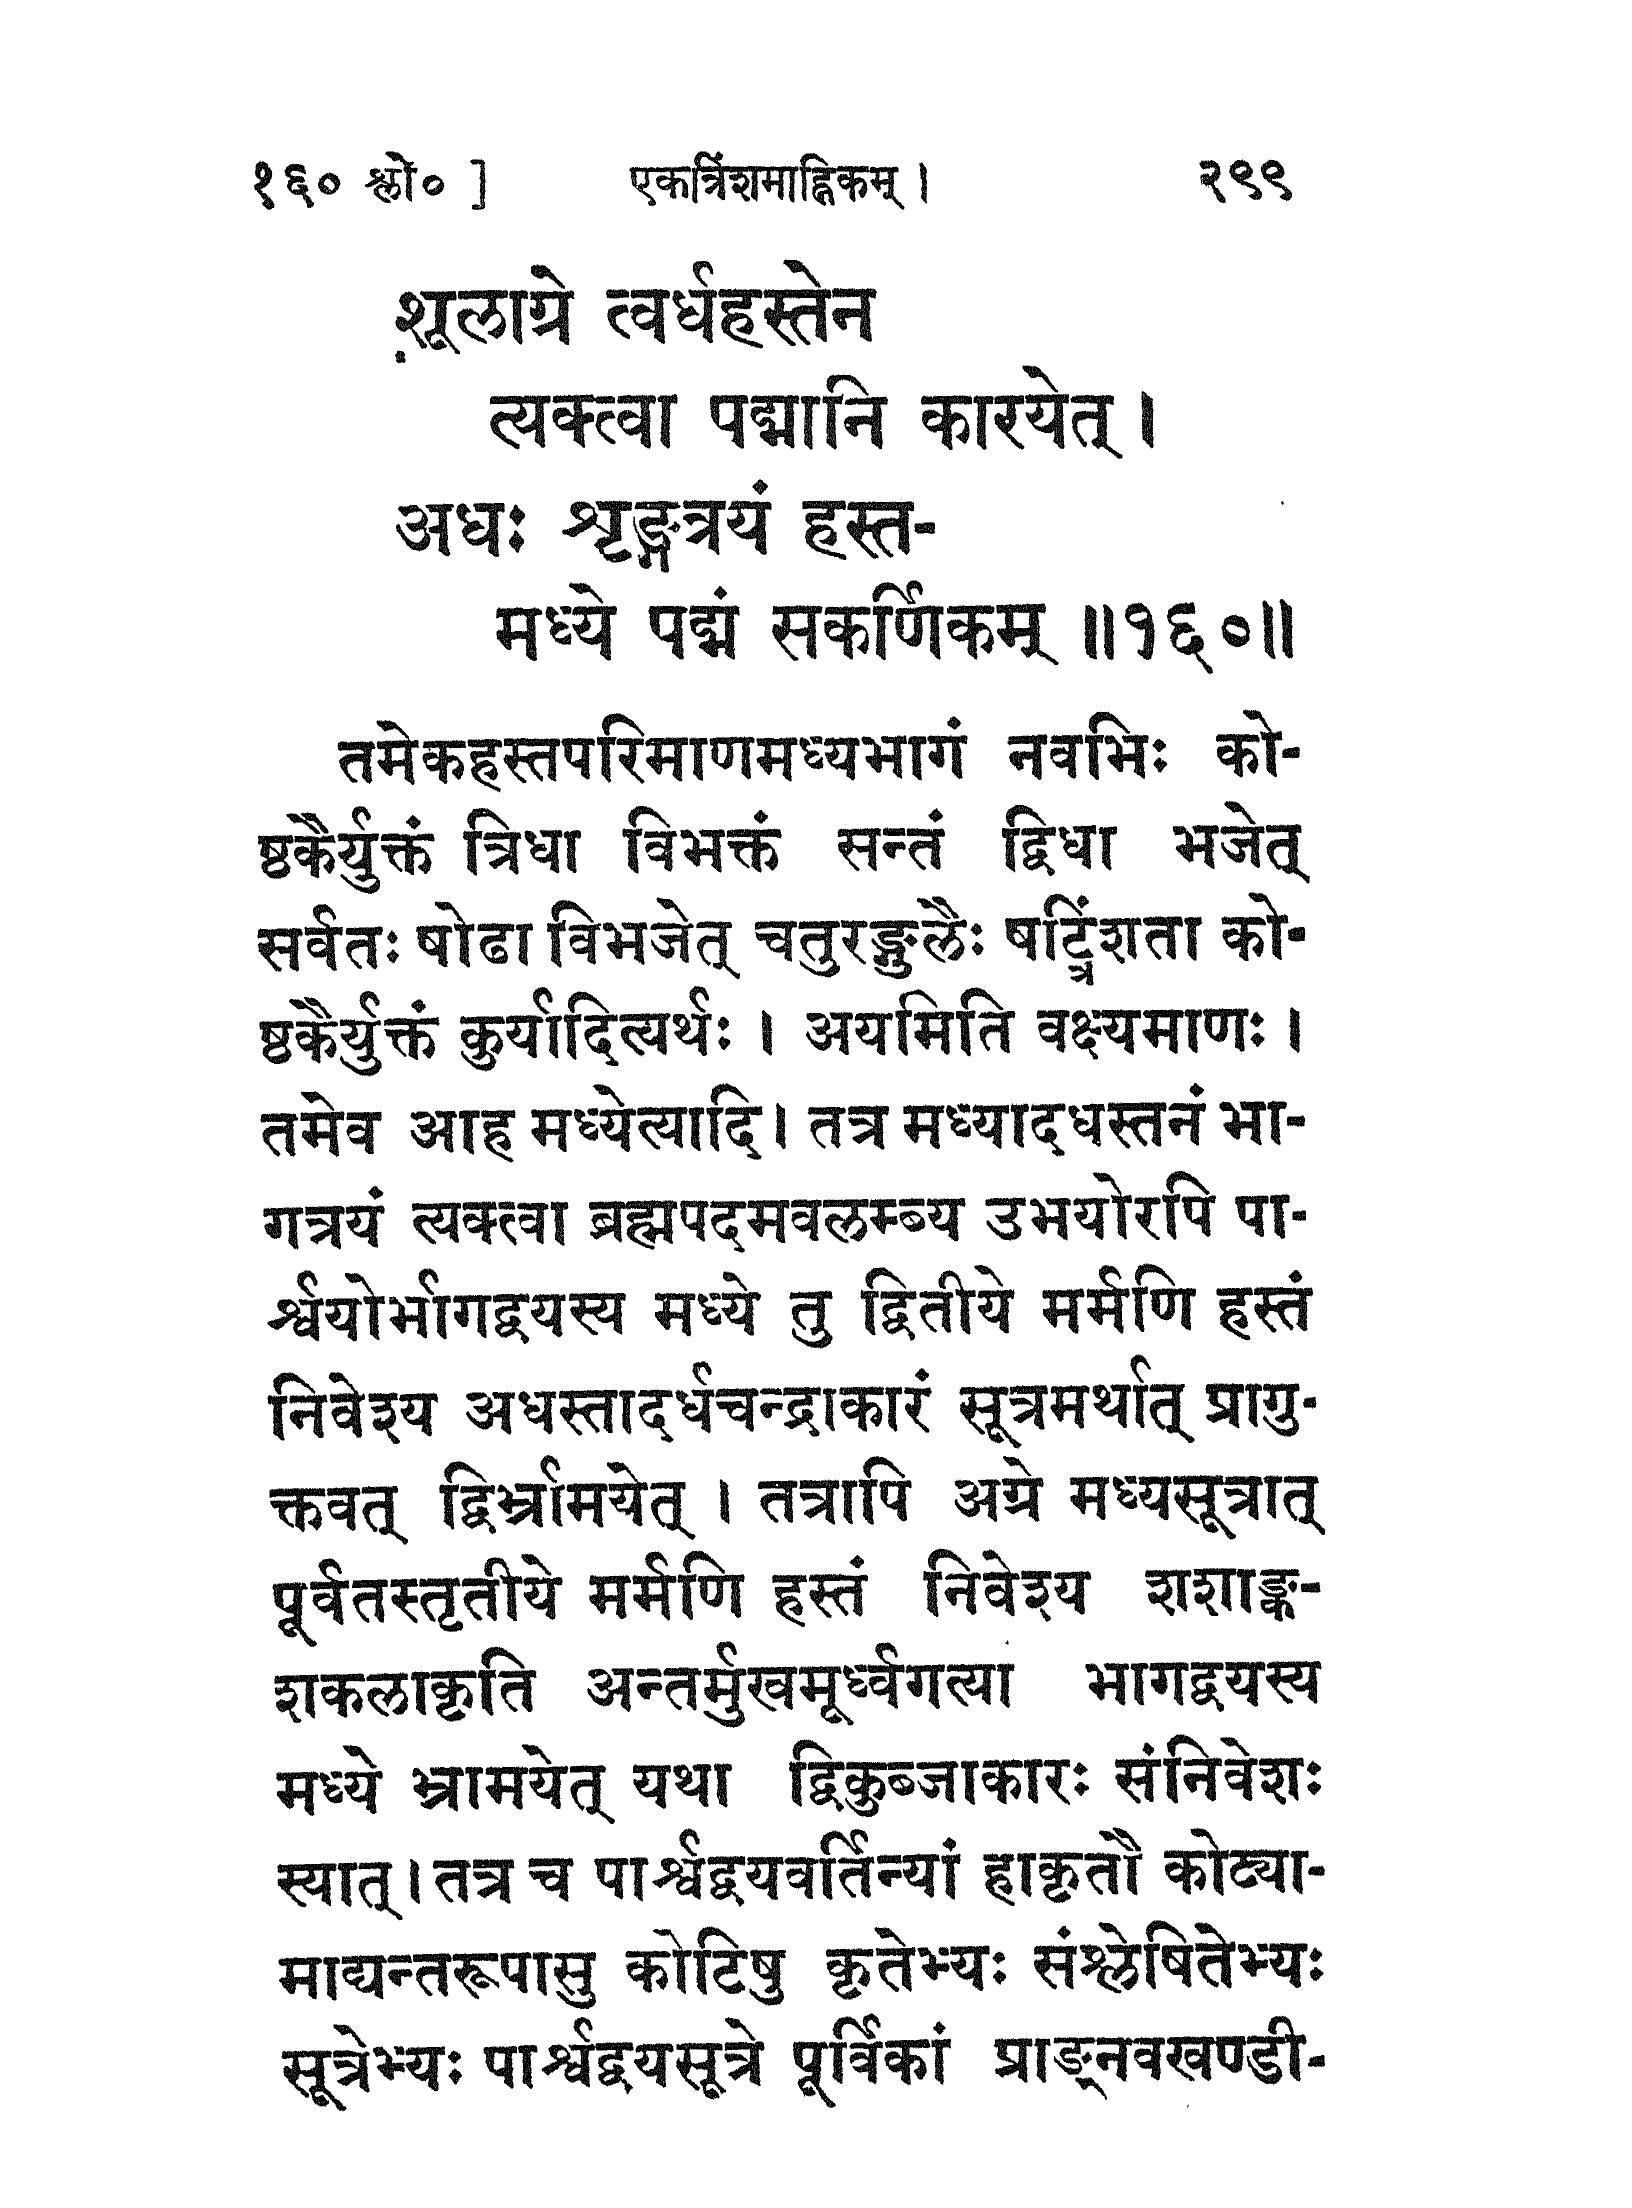 १६० श्लो० ] एकत्रिंशमाह्निकम् । २९९
शूलाग्रे त्वर्धहस्तेन
त्यक्त्वा पद्मानि कारयेत् ।
अधः शृङ्गत्रयं हस्त-
मध्ये पद्मं सकर्णिकम् ॥१६०॥
तमेकहस्तपरिमाणमध्यभागं नवभिः को-
ष्ठकैर्युक्तं त्रिधा विभक्तं सन्तं द्विधा भजेत्
सर्वतः षोढा विभजेत् चतुरङ्गुलैः षट्त्रिंशता को-
ष्ठकैर्युक्तं कुर्यादित्यर्थः । अयमिति वक्ष्यमाणः ।
तमेव आह मध्येत्यादि । तत्र मध्यादधस्तनं भा-
गत्रयं त्यक्त्वा ब्रह्मपदमवलम्ब्य उभयोरपि पा-
र्श्वयोर्भागद्वयस्य मध्ये तु द्वितीये मर्मणि हस्तं
निवेश्य अधस्तादर्धचन्द्राकारं सूत्रमर्थात् प्रागु-
क्तवत् द्विर्भ्रामयेत् । तत्रापि अग्रे मध्यसूत्रात्
पूर्वतस्तृतीये मर्मणि हस्तं निवेश्य शशाङ्क-
शकलाकृति अन्तर्मुखमूर्ध्वगत्या भागद्वयस्य
मध्ये भ्रामयेत् यथा द्विकुब्जाकारः संनिवेशः
स्यात् । तत्र च पार्श्वद्वयवर्तिन्यां हाकृतौ कोट्या-
माद्यन्तरूपासु कोटिषु कृतेभ्यः संश्लेषितेभ्यः
सूत्रेभ्यः पार्श्वद्वयसूत्रे पूर्विकां प्राङ्नवखण्डी-